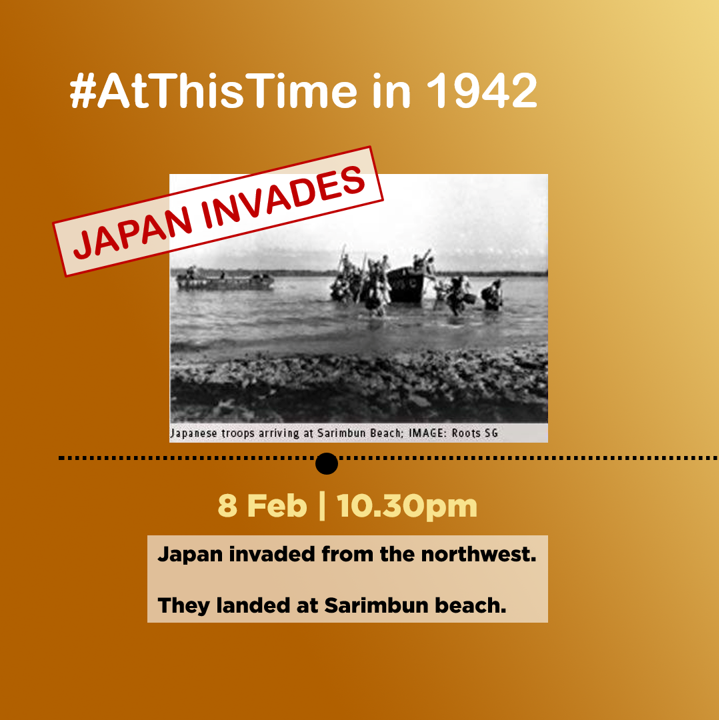 #AtThisTime in 1942
JAPAN INVADES
Japanese troops arriving at Sarimbun Beach; IMAGE: Roots SG
8 Feb | 10.30pm
Japan invaded from the northwest.
They landed at Sarimbun beach.